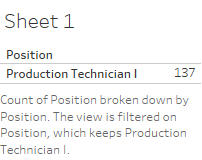 Sheet 1
Position
Production Technician I 137
Count of Position broken down by
Position. The view is filtered on
Position, which keeps Production
Technician I.